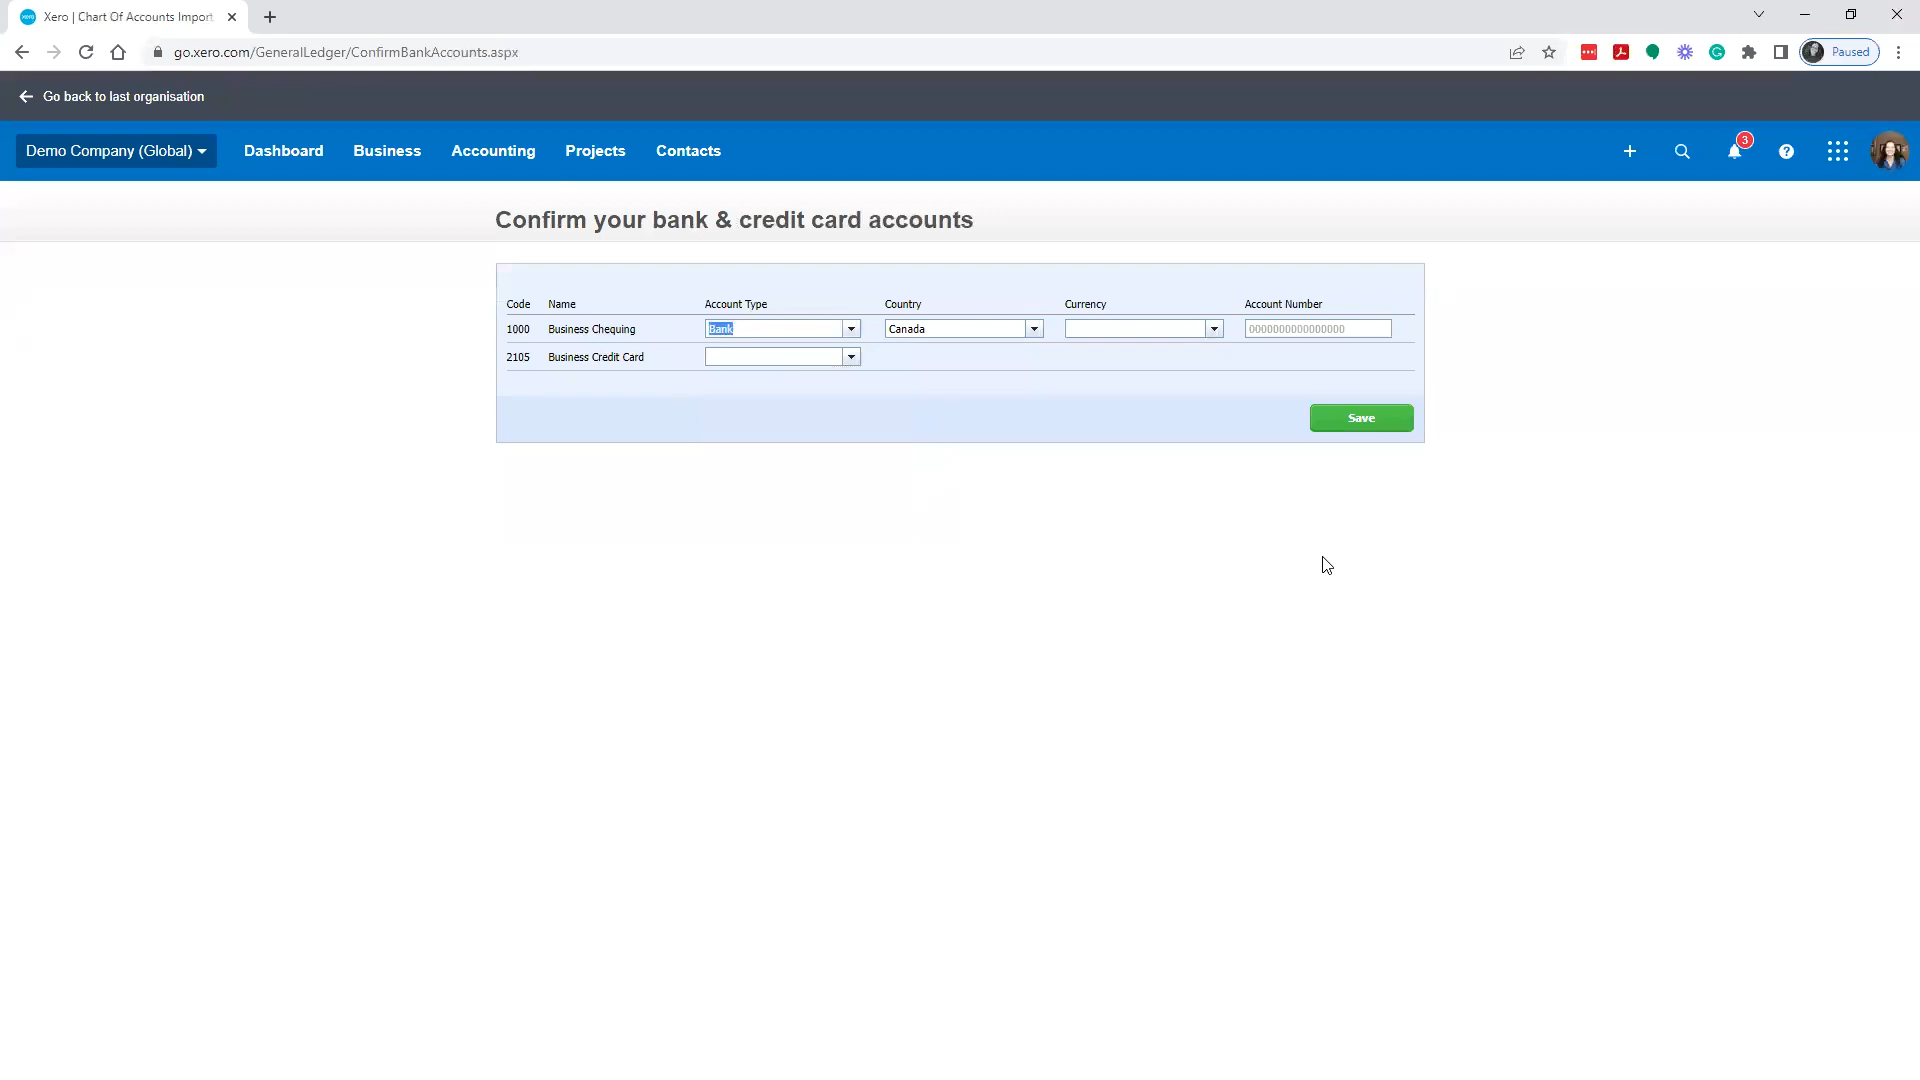 Xero | Chart Of Accounts Import
go.xero.com/GeneralLedger/ConfirmBankAccounts.aspx
Paused
Go back to last organisation
Demo Company (Global) Dashboard Business Accounting Projects Contacts 3
Confirm your bank & credit card accounts
Code Name Account Type Country Currency Account Number
1000 Business Chequing Bank Canada 0000000000000000
2105 Business Credit Card
Save